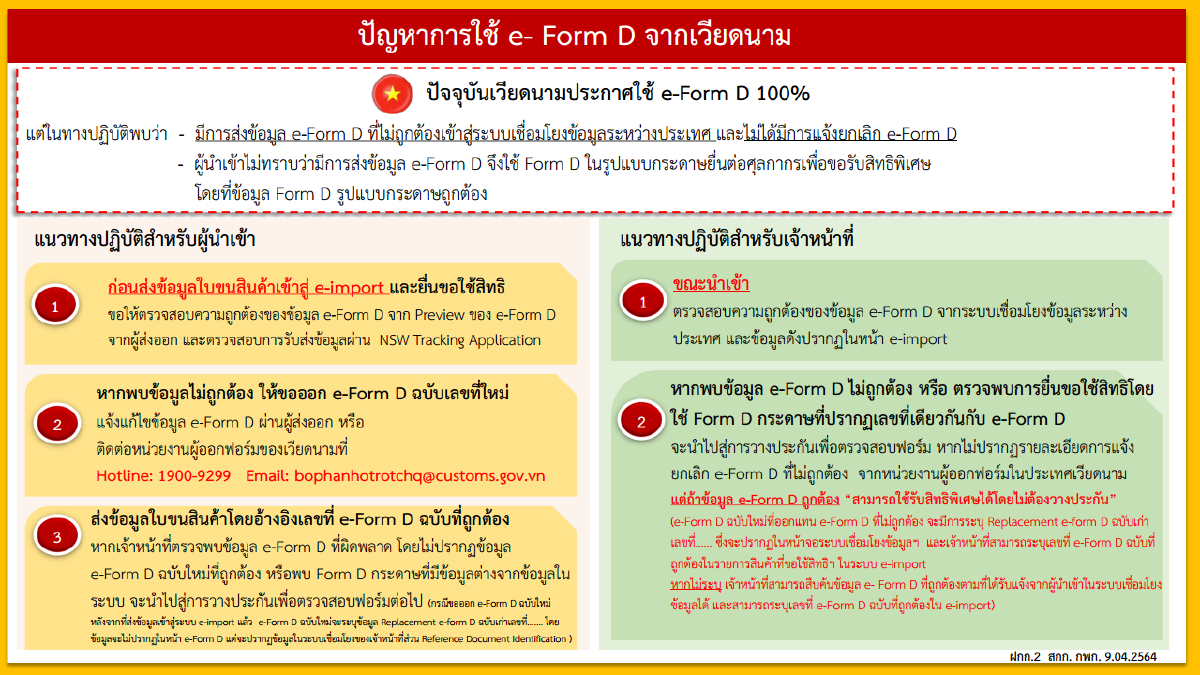 ปัญหาการใช้ e- Form D จากเวียดนาม
ปัจจุบันเวียดนามประกาศใช้ e-Form D 100%
แต่ในทางปฏิบัติพบว่า - มีการส่งข้อมูล e-Form D ที่ไม่ถูกต้องเข้าสู่ระบบเชื่อมโยงข้อมูลระหว่างประเทศ และไม่ได้มีการแจ้งยกเลิก e-Form D
- ผู้นำเข้าไม่ทราบว่ามีการส่งข้อมูล e-Form D จึงใช้ Form D ในรูปแบบกระดาษยื่นต่อศุลกากรเพื่อขอรับสิทธิพิเศษ
โดยที่ข้อมูล Form D รูปแบบกระดาษถูกต้อง
แนวทางปฏิบัติสำหรับผู้นำเข้า
1
ก่อนส่งข้อมูลใบขนสินค้าเข้าสู่ e-import และยื่นขอใช้สิทธิ
ขอให้ตรวจสอบความถูกต้องของข้อมูล e-Form D จาก Preview ของ e-Form D
จากผู้ส่งออก และตรวจสอบการรับส่งข้อมูลผ่าน NSW Tracking Application
2
หากพบข้อมูลไม่ถูกต้อง ให้ขอออก e-Form D ฉบับเลขที่ใหม่
แจ้งแก้ไขข้อมูล e-Form D ผ่านผู้ส่งออก หรือ
ติดต่อหน่วยงานผู้ออกฟอร์มของเวียดนามที่
Hotline: 1900-9299 Email: bophanhotrotchq@customs.gov.vn
3
ส่งข้อมูลใบขนสินค้าโดยอ้างอิงเลขที่ e-Form D ฉบับที่ถูกต้อง
หากเจ้าหน้าที่ตรวจพบข้อมูล e-Form D ที่ผิดพลาด โดยไม่ปรากฏข้อมูล
e-Form D ฉบับใหม่ที่ถูกต้อง หรือพบ Form D กระดาษที่มีข้อมูลต่างจากข้อมูลใน
ระบบ จะนำไปสู่การวางประกันเพื่อตรวจสอบฟอร์มต่อไป (กรณีขอออก e-Form D ฉบับใหม่
หลังจากที่ส่งข้อมูลเข้าสู่ระบบ e-import แล้ว e-Form D ฉบับใหม่จะระบุข้อมูล Replacement e-form D ฉบับเก่าเลขที่....... โดย
ข้อมูลจะไม่ปรากฏในหน้า e-Form D แต่จะปรากฏข้อมูลในระบบเชื่อมโยงของเจ้าหน้าที่ส่วน Reference Document Identification )
แนวทางปฏิบัติสำหรับเจ้าหน้าที่
1
ขณะนำเข้า
ตรวจสอบความถูกต้องของข้อมูล e-Form D จากระบบเชื่อมโยงข้อมูลระหว่าง
ประเทศ และข้อมูลดังปรากฏในหน้า e-import
2
หากพบข้อมูล e-Form D ไม่ถูกต้อง หรือ ตรวจพบการยื่นขอใช้สิทธิโดย
ใช้ Form D กระดาษที่ปรากฏเลขที่เดียวกันกับ e-Form D
จะนำไปสู่การวางประกันเพื่อตรวจสอบฟอร์ม หากไม่ปรากฏรายละเอียดการแจ้ง
ยกเลิก e-Form D ที่ไม่ถูกต้อง จากหน่วยงานผู้ออกฟอร์มในประเทศเวียดนาม
แต่ถ้าข้อมูล e-Form D ถูกต้อง “สามารถใช้รับสิทธิพิเศษได้โดยไม่ต้องวางประกัน”
(e-Form D ฉบับใหม่ที่ออกแทน e-Form D ที่ไม่ถูกต้อง จะมีการระบุ Replacement e-form D ฉบับเก่า
เลขที่...... ซึ่งจะปรากฏในหน้าจอระบบเชื่อมโยงข้อมูลฯ และเจ้าหน้าที่สามารถระบุเลขที่ e-Form D ฉบับที่
ถูกต้องในรายการสินค้าที่ขอใช้สิทธิฯ ในระบบ e-import
หากไม่ระบุ เจ้าหน้าที่สามารถสืบค้นข้อมูล e- Form D ที่ถูกต้องตามที่ได้รับแจ้งจากผู้นำเข้าในระบบเชื่อมโยง
ข้อมูลได้ และสามารถระบุเลขที่ e-Form D ฉบับที่ถูกต้องใน e-import)
ฝกถ.2 สกก. กพก. 9.04.2564